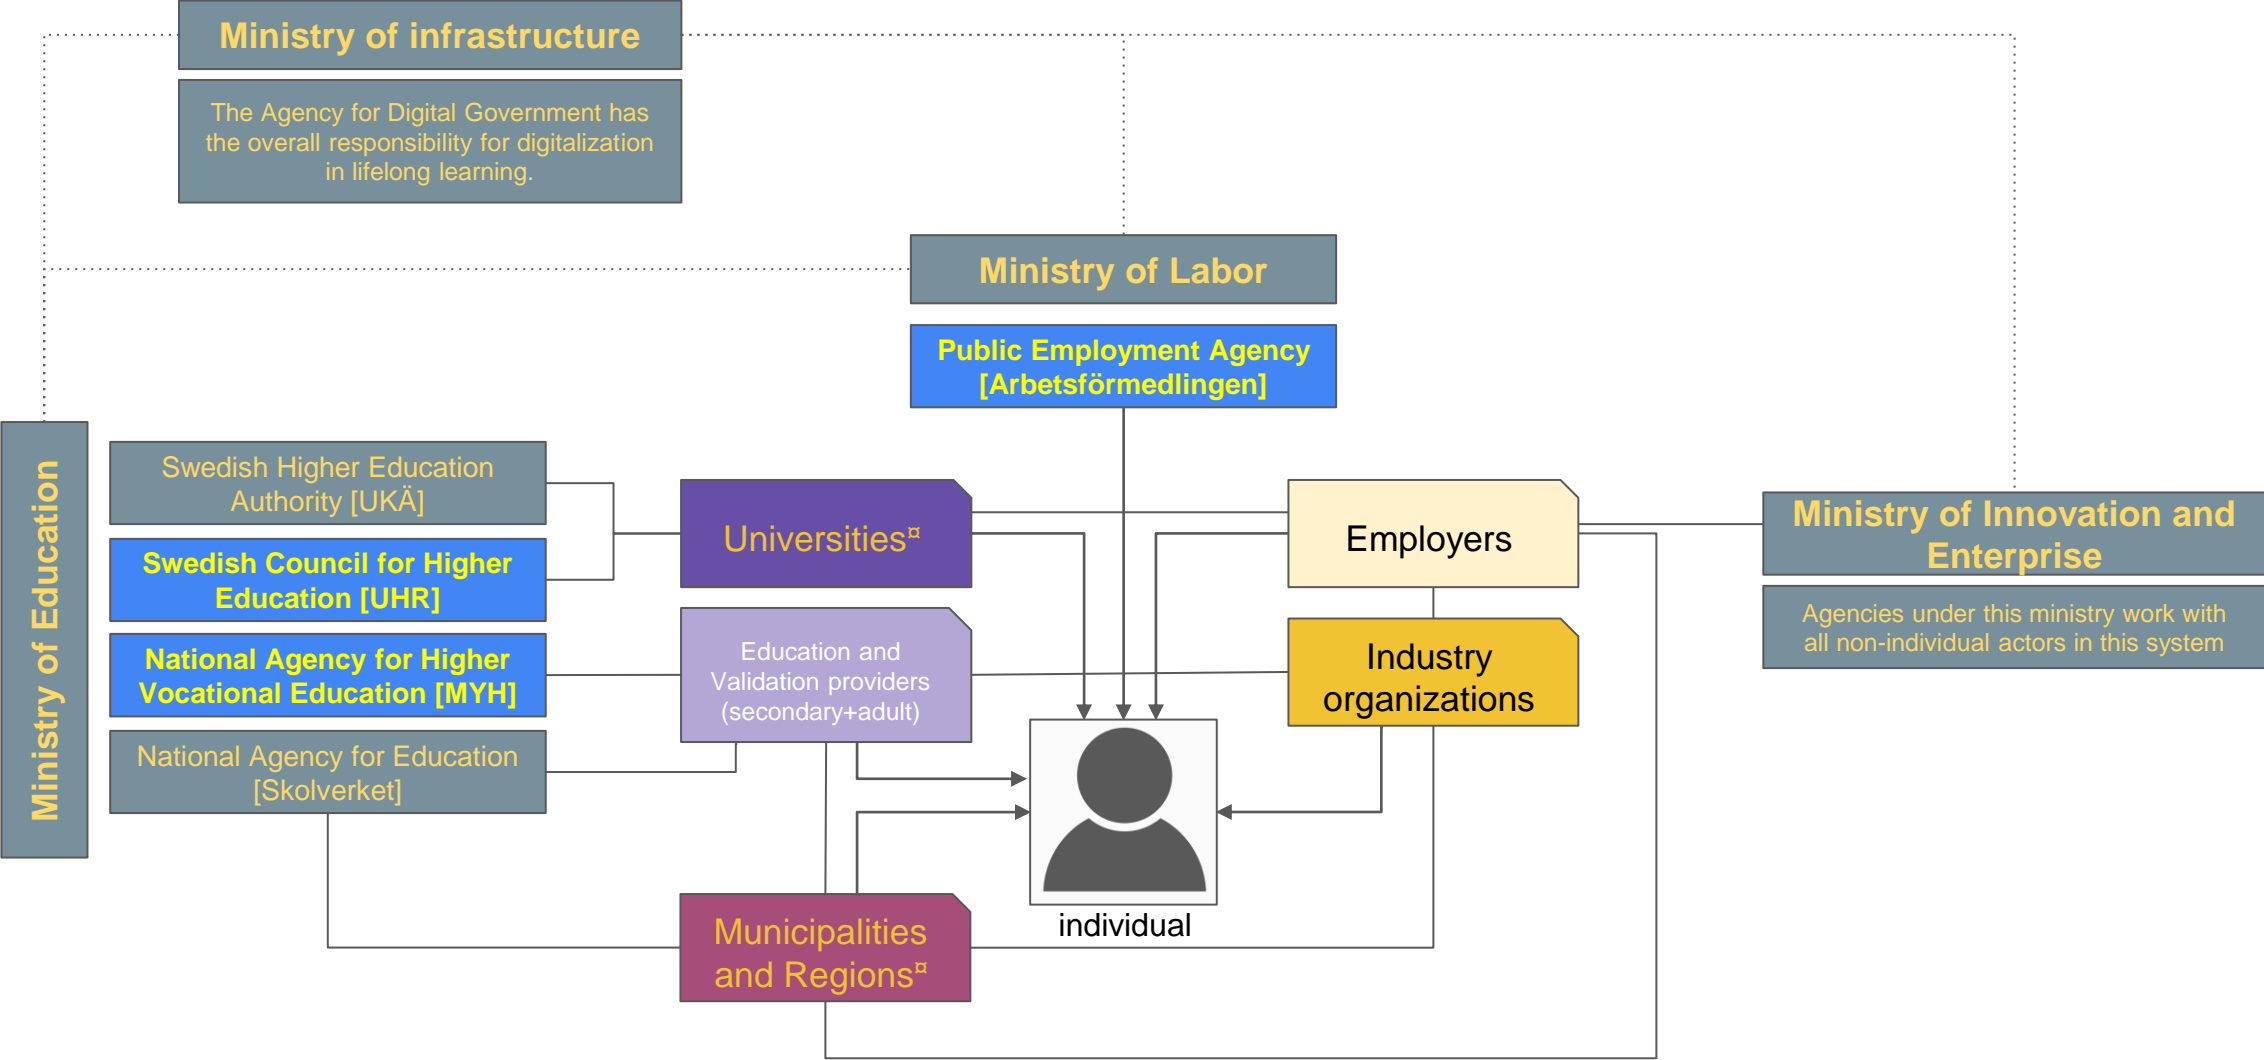 Ministry of infrastructure
The Agency for Digital Government has
the overall responsibility for digitalization
in lifelong learning.
Ministry of Labor
Public Employment Agency
[Arbetsförmedlingen]
Ministry of Education
Swedish Higher Education
Authority [UKÄ]
Swedish Council for Higher
Education [UHR]
National Agency for Higher
Vocational Education [MYH]
National Agency for Education
[Skolverket]
Universities¤
Education and
Validation providers
(secondary+adult)
Employers
Industry
organizations
Ministry of Innovation and
Enterprise
Agencies under this ministry work with
all non-individual actors in this system
individual
Municipalities
and Regions¤